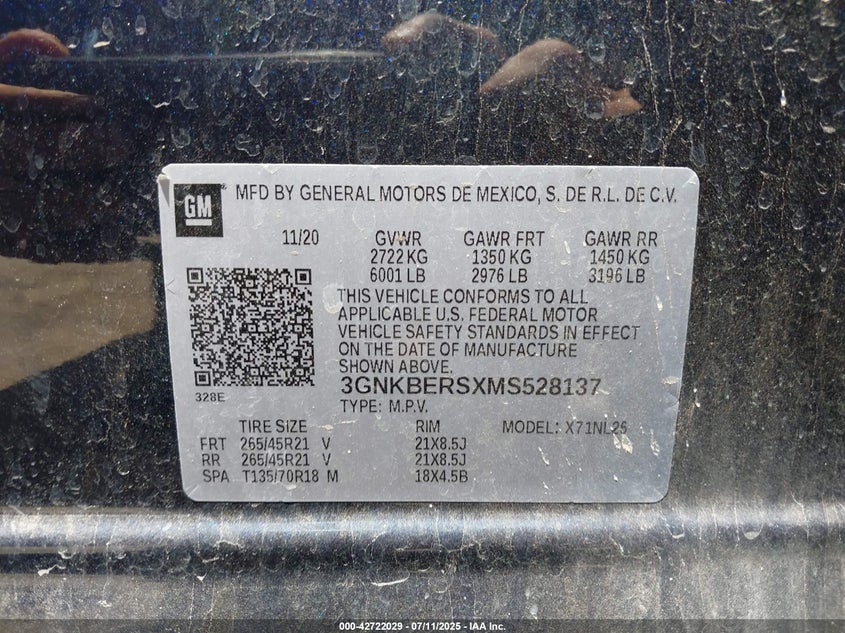 GM
MFD BY GENERAL MOTORS DE MEXICO, S. DE R.L. DE C.V.
11/20 GVWR GAWR FRT GAWR RR
2722 KG 1350 KG 1450 KG
6001 LB 2976 LB 3196 LB
THIS VEHICLE CONFORMS TO ALL
APPLICABLE U.S. FEDERAL MOTOR
VEHICLE SAFETY STANDARDS IN EFFECT
ON THE DATE OF MANUFACTURE
SHOWN ABOVE.
3GNKBERSXMS528137
328E
TYPE: M.P.V.
TIRE SIZE RIM MODEL: X71NL26
FRT 265/45R21 V 21X8.5J
RR 265/45R21 V 21X8.5J
SPA T135/70R18 M 18X4.5B
000-42722029 - 07/11/2025 - IAA Inc.